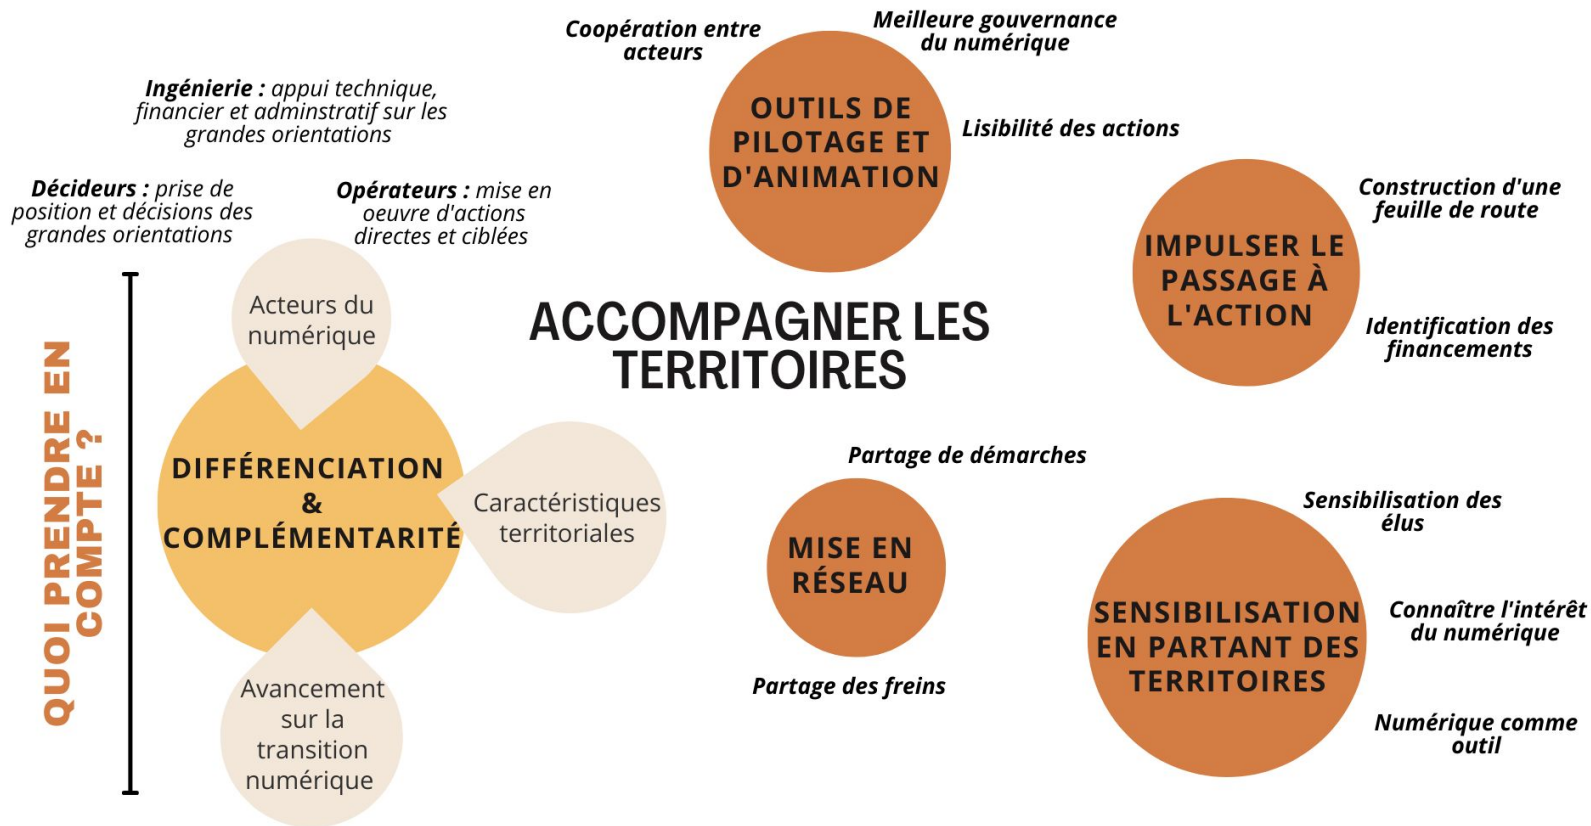 QUOI PRENDRE EN
COMPTE ?
Ingénierie : appui technique,
financier et adminstratif sur les
grandes orientations
Décideurs : prise de
position et décisions des
grandes orientations
Opérateurs : mise en
oeuvre d'actions
directes et ciblées
Acteurs du
numérique
DIFFÉRENCIATION
&
COMPLÉMENTARITÉ
Caractéristiques
territoriales
Avancement
sur la
transition
numérique
ACCOMPAGNER LES
TERRITOIRES
Coopération entre
acteurs
Meilleure gouvernance
du numérique
Lisibilité des actions
OUTILS DE
PILOTAGE ET
D'ANIMATION
IMPULSER LE
PASSAGE À
L'ACTION
Construction d'une
feuille de route
Identification des
financements
Partage de démarches
MISE EN
RÉSEAU
Partage des freins
SENSIBILISATION
EN PARTANT DES
TERRITOIRES
Sensibilisation des
élus
Connaître l'intérêt
du numérique
Numérique comme
outil